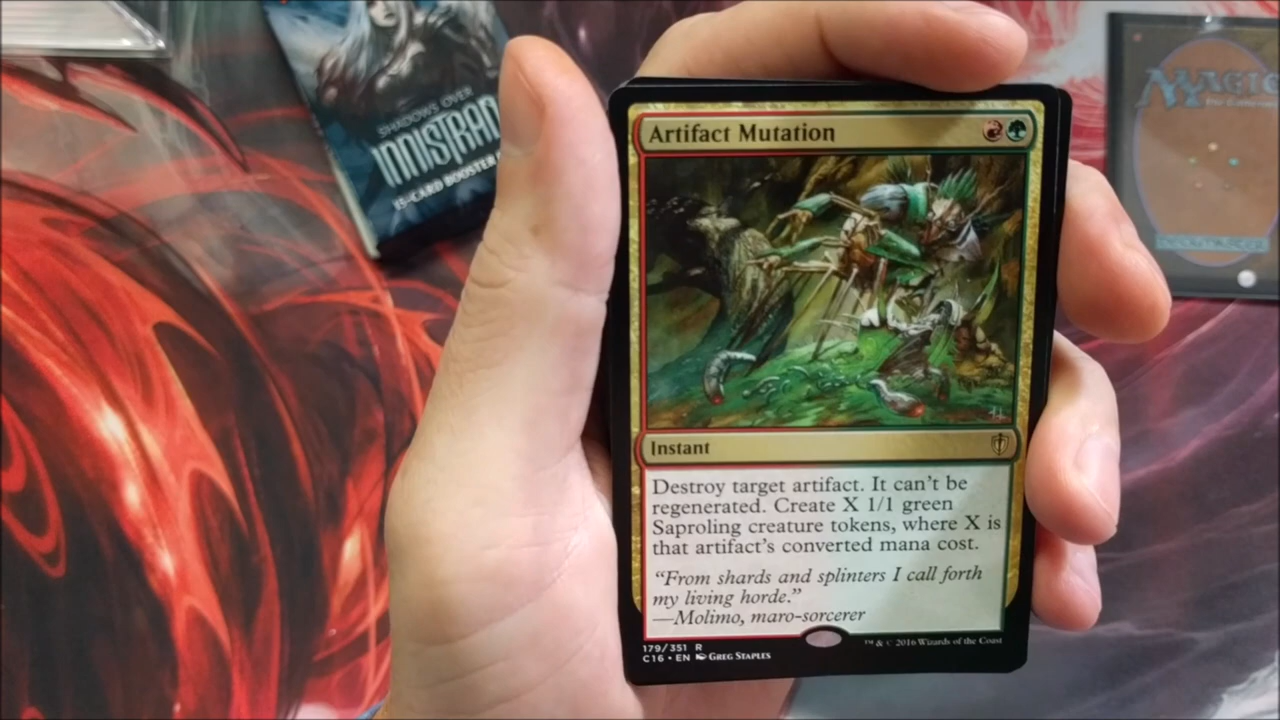 SHADOWS OVER
INNISTRAD
15-CARD BOOSTER
MAGIC
DECKMASTER
Artifact Mutation
Instant
Destroy target artifact. It can't be
regenerated. Create X 1/1 green
Saproling creature tokens, where X is
that artifact's converted mana cost.
“From shards and splinters I call forth
my living horde.”
—Molimo, maro-sorcerer
179/351 R
C16 • EN GREG STAPLES
™ & © 2016 Wizards of the Coast